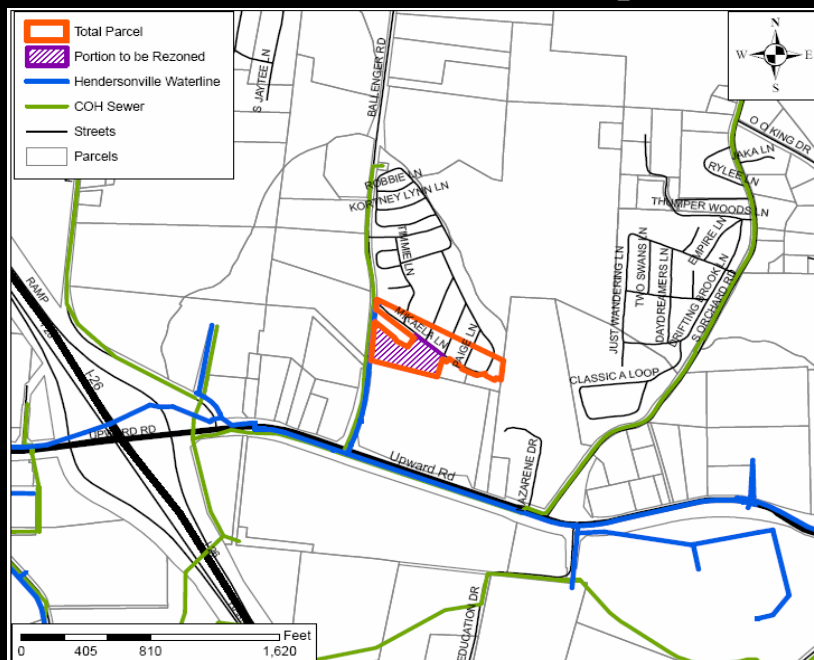 Total Parcel
Portion to be Rezoned
Hendersonville Waterline
COH Sewer
Streets
Parcels
N
W E
S
S JAYTEE LN
BALLENGER RD
O O KING DR
JAKA LN
RYLEE LN
ROBBIE LN
KORTNEY LYNN LN
THUMPER WOODS LN
TIMMIE LN
EMPIRE LN
JUST WANDERING LN
TWO SWANS LN
DAYDREAMERS LN
DRIFTING BROOK LN
S ORCHARD RD
RAMP
I-26
MIKAELA LN
PAIGE LN
I-26
CLASSIC A LOOP
UPWARD RD
Upward Rd
AZARENE DR
EDUCATION DR
Feet
0 405 810 1,620